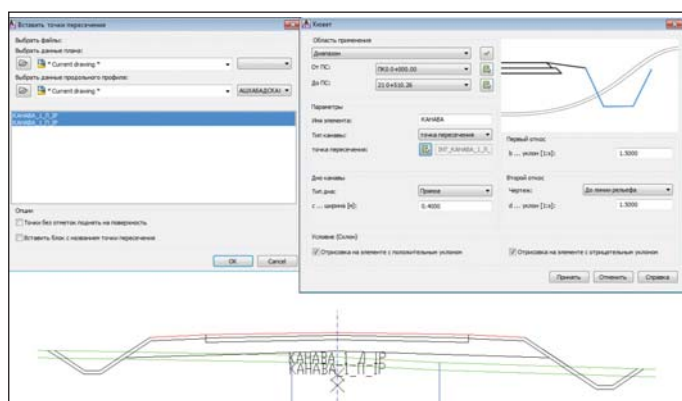 Вставить точки пересечения
Выбрать файлы:
Выбрать данные плана:
* Current drawing *
Выбрать данные продольного профиля:
* Current drawing *
АШХАБАДСКАЯ
КАНАВА_1_Л_IP
КАНАВА_1_П_IP
Опции
Точки без отметок поднять на поверхность
Вставить блок с названием точки пересечения
OK
Cancel
Кювет
Область применения
Диапазон
От ПС:
ПК0.0+000.00
До ПС:
21.0+510.26
Параметры
Имя элемента:
КАНАВА
Тип канавы:
точка пересечения
точка пересечения:
INT_КАНАВА_1_Л_
Дно канавы
Тип дна:
Прямое
c ... ширина [м]:
0.4000
Первый откос
b ... уклон [1:x]:
1.5000
Второй откос
Чертеж:
До линии рельефа
d ... уклон [1:x]:
1.5000
Условие (Склон)
Отрисовка на элементе с положительным уклоном
Отрисовка на элементе с отрицательным уклоном
Принять
Отменить
Справка
КАНАВА_1_Л_IP
КАНАВА_1_П_IP